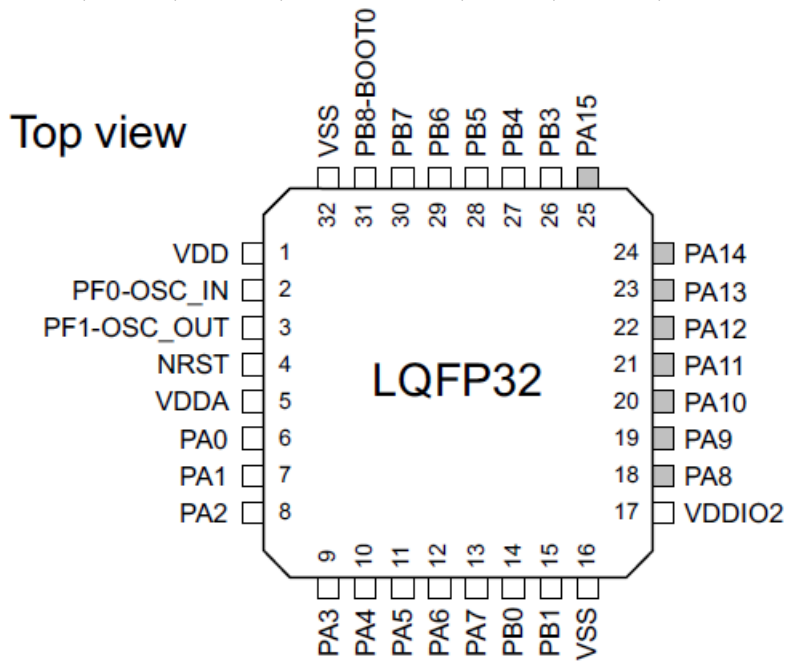 Top view
VSS
PB8-BOOT0
PB7
PB6
PB5
PB4
PB3
PA15
32
31
30
29
28
27
26
25
VDD 1
PF0-OSC_IN 2
PF1-OSC_OUT 3
NRST 4
VDDA 5
PA0 6
PA1 7
PA2 8
LQFP32
24 PA14
23 PA13
22 PA12
21 PA11
20 PA10
19 PA9
18 PA8
17 VDDIO2
9
10
11
12
13
14
15
16
PA3
PA4
PA5
PA6
PA7
PB0
PB1
VSS